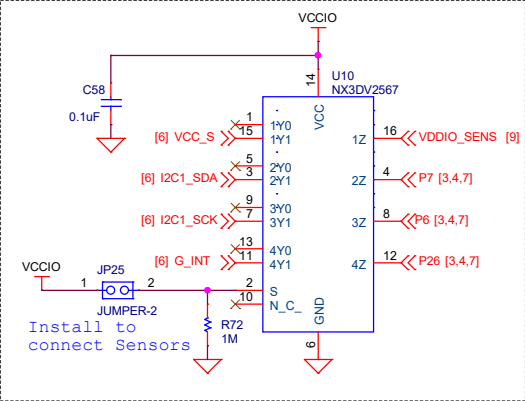 VCCIO
U10
NX3DV2567
C58
0.1uF
14
VCC
1
1Y0
[6] VCC_S
15
1Y1
1Z
16
VDDIO_SENS [9]
5
2Y0
[6] I2C1_SDA
3
2Y1
2Z
4
P7 [3,4,7]
9
3Y0
[6] I2C1_SCK
7
3Y1
3Z
8
P6 [3,4,7]
13
4Y0
[6] G_INT
11
4Y1
4Z
12
P26 [3,4,7]
VCCIO
JP25
1
2
JUMPER-2
2
S
10
N_C_
GND
6
R72
1M
Install to
connect Sensors